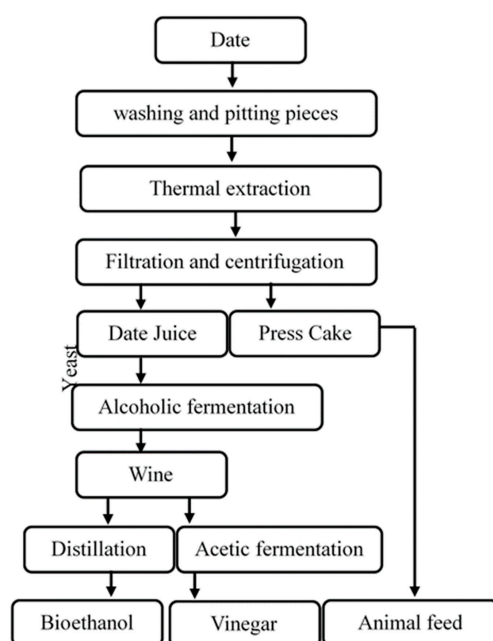 Date
washing and pitting pieces
Thermal extraction
Filtration and centrifugation
Date Juice
Press Cake
Yeast
Alcoholic fermentation
Wine
Distillation
Acetic fermentation
Bioethanol
Vinegar
Animal feed